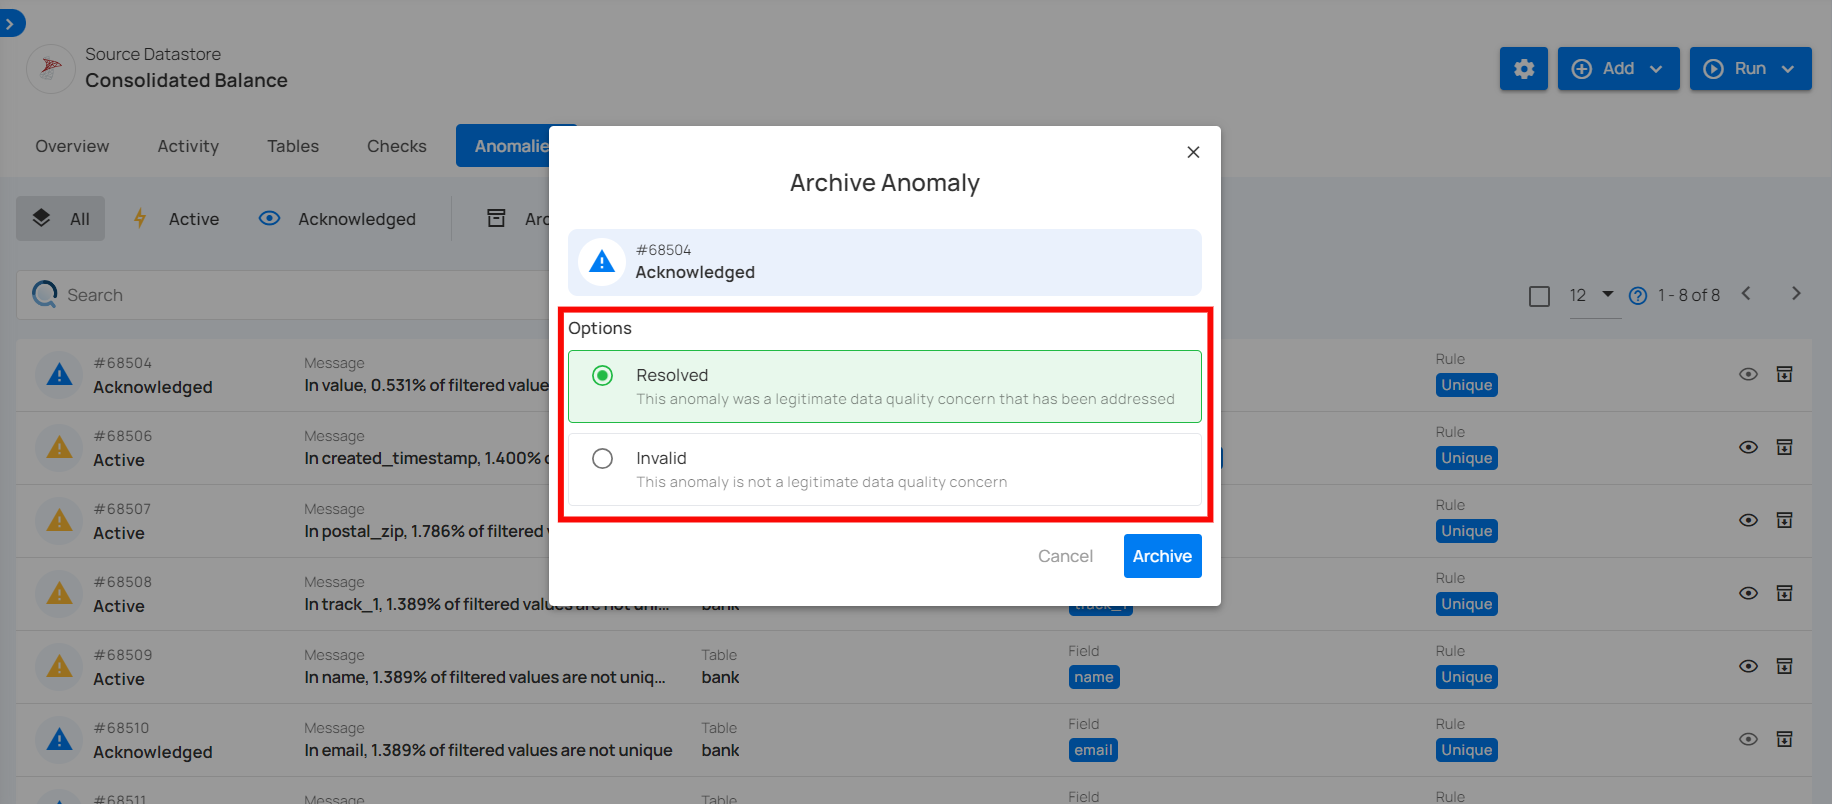 Source Datastore
Consolidated Balance
Add
Run
Overview
Activity
Tables
Checks
Anomalie
All
Active
Acknowledged
Arc
Search
12
1 - 8 of 8
Archive Anomaly
#68504
Acknowledged
Options
Resolved
This anomaly was a legitimate data quality concern that has been addressed
Invalid
This anomaly is not a legitimate data quality concern
Cancel
Archive
#68504
Acknowledged
Message
In value, 0.531% of filtered value
Rule
Unique
#68506
Active
Message
In created_timestamp, 1.400%
Rule
Unique
#68507
Active
Message
In postal_zip, 1.786% of filtered
Rule
Unique
#68508
Active
Message
In track_1, 1.389% of filtered values are not uni...
bank
track_1
Rule
Unique
#68509
Active
Message
In name, 1.389% of filtered values are not uniq...
Table
bank
Field
name
Rule
Unique
#68510
Acknowledged
Message
In email, 1.389% of filtered values are not unique
Table
bank
Field
email
Rule
Unique
#68511
Message
Table
Field
Rule